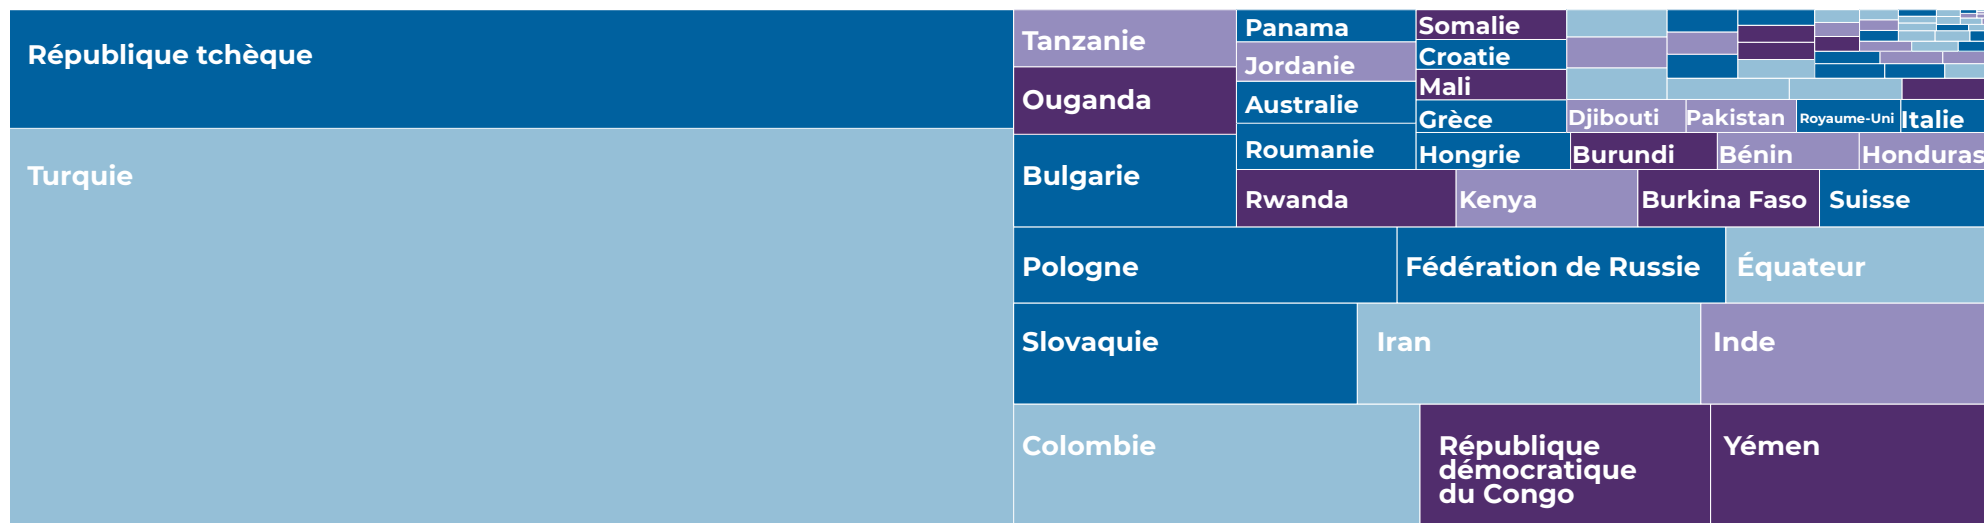 République tchèque
Turquie
Tanzanie
Ouganda
Bulgarie
Panama
Jordanie
Australie
Roumanie
Somalie
Croatie
Mali
Grèce
Djibouti
Pakistan
Royaume-Uni
Italie
Hongrie
Burundi
Bénin
Honduras
Rwanda
Kenya
Burkina Faso
Suisse
Pologne
Fédération de Russie
Équateur
Slovaquie
Iran
Inde
Colombie
République
démocratique
du Congo
Yémen